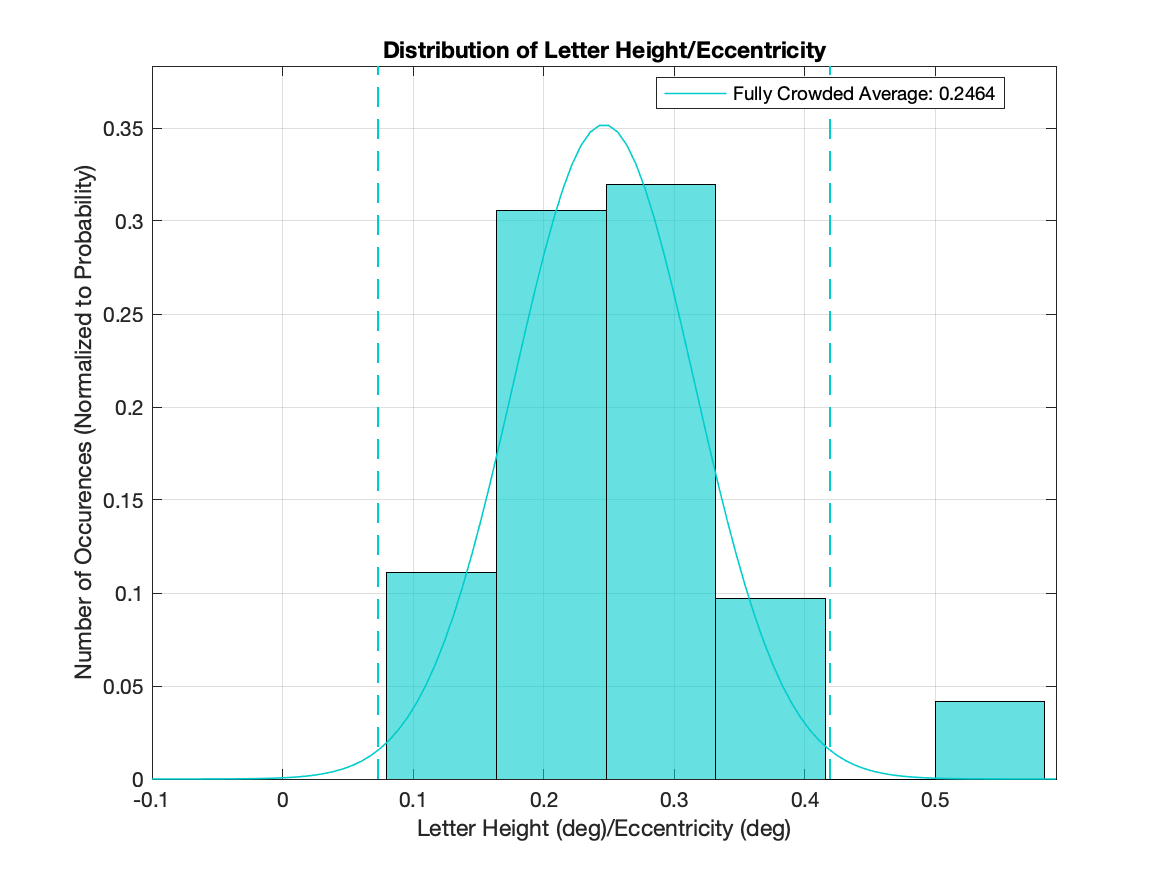 Distribution of Letter Height/Eccentricity
Fully Crowded Average: 0.2464
Number of Occurences (Normalized to Probability)
0.35
0.3
0.25
0.2
0.15
0.1
0.05
0
-0.1 0 0.1 0.2 0.3 0.4 0.5
Letter Height (deg)/Eccentricity (deg)